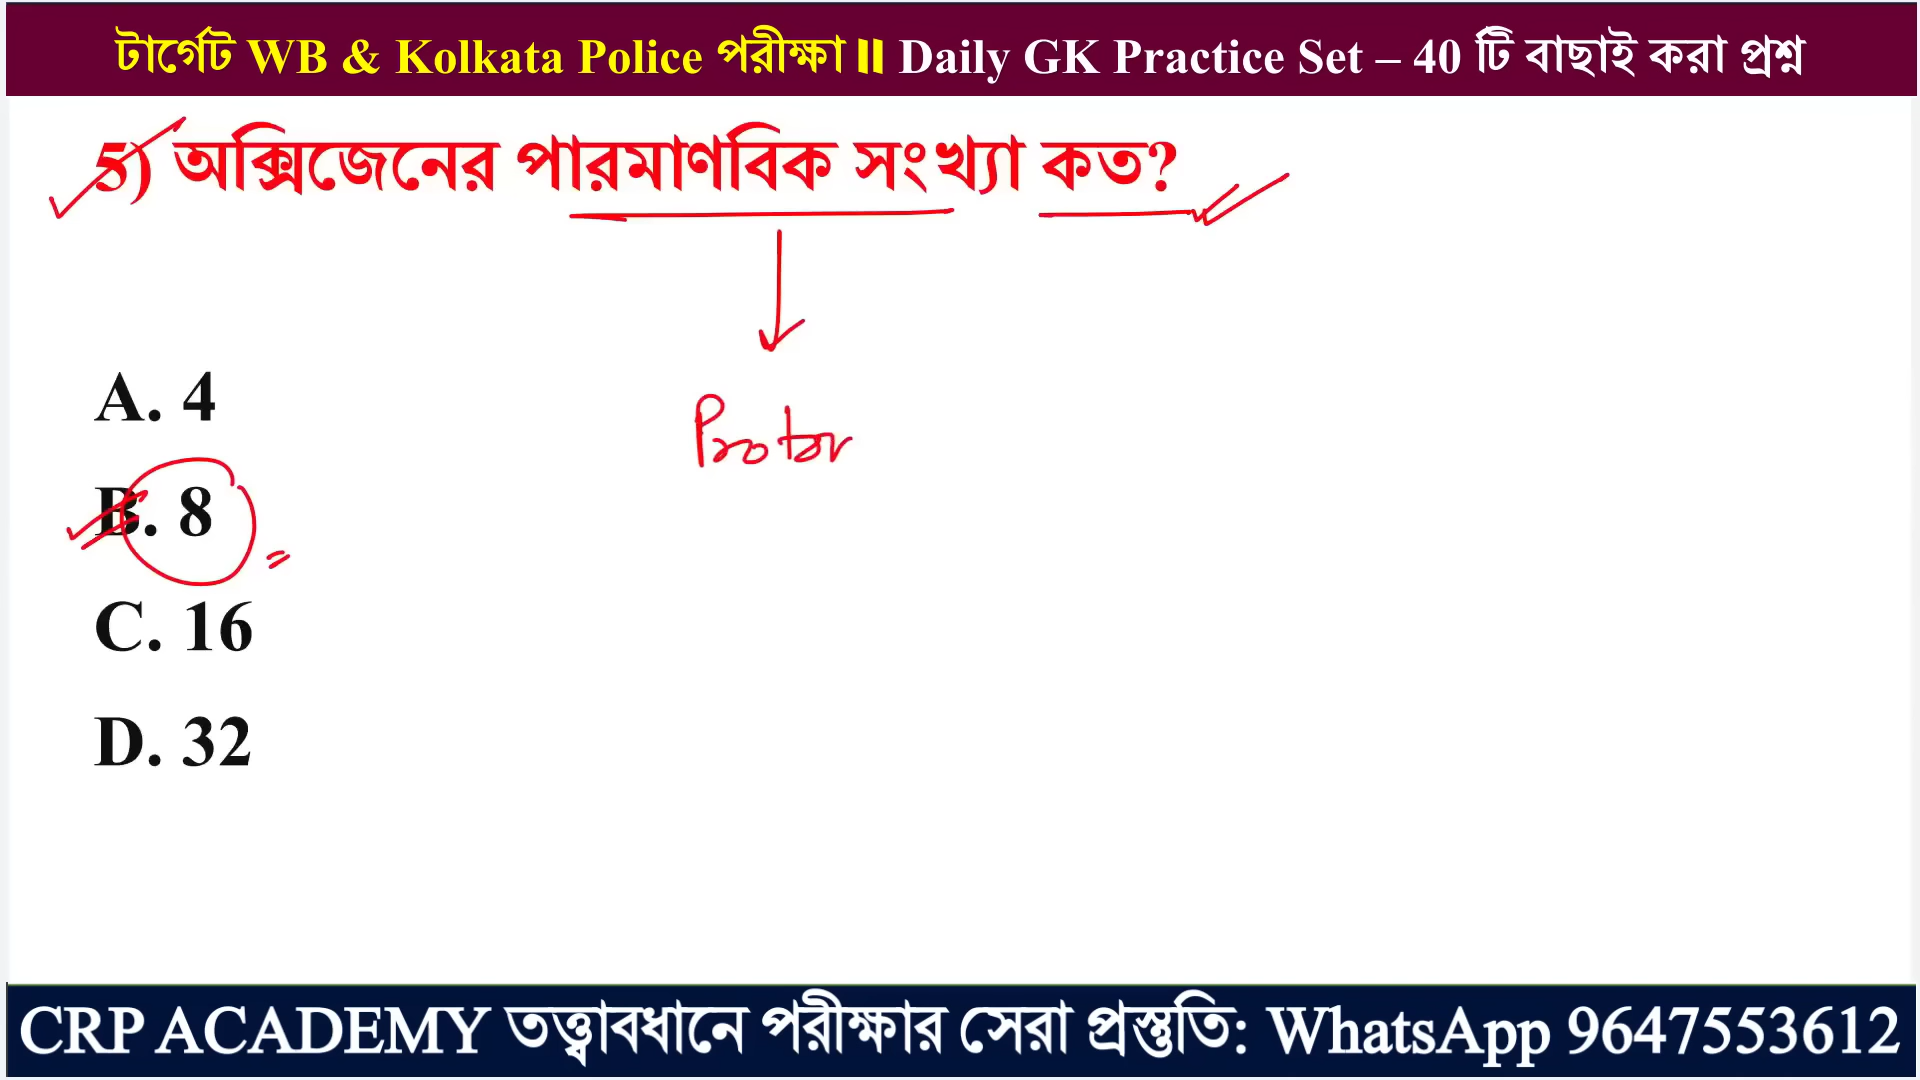 টার্গেট WB & Kolkata Police পরীক্ষা ॥ Daily GK Practice Set – 40 টি বাছাই করা প্রশ্ন
5) অক্সিজেনের পারমাণবিক সংখ্যা কত?
Proton
A. 4
B. 8
C. 16
D. 32
CRP ACADEMY তত্ত্বাবধানে পরীক্ষার সেরা প্রস্তুতি: WhatsApp 9647553612